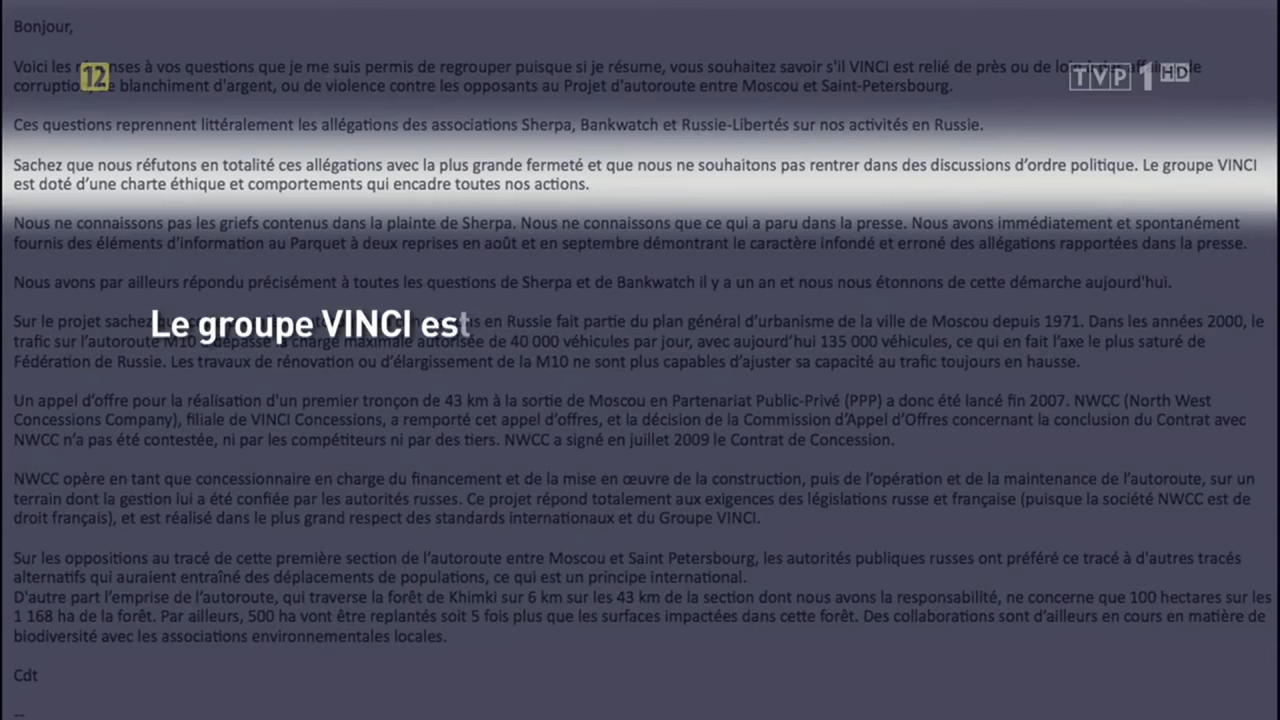 Bonjour,
Voici les réponses à vos questions que je me suis permis de regrouper puisque si je résume, vous souhaitez savoir s'il VINCI est relié de près ou de loin à des affaires de
12
TVP 1 HD
corruption, de blanchiment d'argent, ou de violence contre les opposants au Projet d'autoroute entre Moscou et Saint-Petersbourg.
Ces questions reprennent littéralement les allégations des associations Sherpa, Bankwatch et Russie-Libertés sur nos activités en Russie.
Sachez que nous réfutons en totalité ces allégations avec la plus grande fermeté et que nous ne souhaitons pas rentrer dans des discussions d'ordre politique. Le groupe VINCI
est doté d'une charte éthique et comportements qui encadre toutes nos actions.
Nous ne connaissons pas les griefs contenus dans la plainte de Sherpa. Nous ne connaissons que ce qui a paru dans la presse. Nous avons immédiatement et spontanément
fournis des éléments d'information au Parquet à deux reprises en août et en septembre démontrant le caractère infondé et erroné des allégations rapportées dans la presse.
Nous avons par ailleurs répondu précisément à toutes les questions de Sherpa et de Bankwatch il y a un an et nous nous étonnons de cette démarche aujourd'hui.
Sur le projet sachez en Russie fait partie du plan général d'urbanisme de la ville de Moscou depuis 1971. Dans les années 2000, le
Le groupe VINCI est
trafic sur l'autoroute M10 a dépassé la charge maximale autorisée de 40 000 véhicules par jour, avec aujourd'hui 135 000 véhicules, ce qui en fait l'axe le plus saturé de
Fédération de Russie. Les travaux de rénovation ou d'élargissement de la M10 ne sont plus capables d'ajuster sa capacité au trafic toujours en hausse.
Un appel d'offre pour la réalisation d'un premier tronçon de 43 km à la sortie de Moscou en Partenariat Public-Privé (PPP) a donc été lancé fin 2007. NWCC (North West
Concessions Company), filiale de VINCI Concessions, a remporté cet appel d'offres, et la décision de la Commission d'Appel d'Offres concernant la conclusion du Contrat avec
NWCC n'a pas été contestée, ni par les compétiteurs ni par des tiers. NWCC a signé en juillet 2009 le Contrat de Concession.
NWCC opère en tant que concessionnaire en charge du financement et de la mise en œuvre de la construction, puis de l'opération et de la maintenance de l'autoroute, sur un
terrain dont la gestion lui a été confiée par les autorités russes. Ce projet répond totalement aux exigences des législations russe et française (puisque la société NWCC est de
droit français), et est réalisé dans le plus grand respect des standards internationaux et du Groupe VINCI.
Sur les oppositions au tracé de cette première section de l'autoroute entre Moscou et Saint Petersbourg, les autorités publiques russes ont préféré ce tracé à d'autres tracés
alternatifs qui auraient entraîné des déplacements de populations, ce qui est un principe international.
D'autre part l'emprise de l'autoroute, qui traverse la forêt de Khimki sur 6 km sur les 43 km de la section dont nous avons la responsabilité, ne concerne que 100 hectares sur les
1 168 ha de la forêt. Par ailleurs, 500 ha vont être replantés soit 5 fois plus que les surfaces impactées dans cette forêt. Des collaborations sont d'ailleurs en cours en matière de
biodiversité avec les associations environnementales locales.
Cdt
--